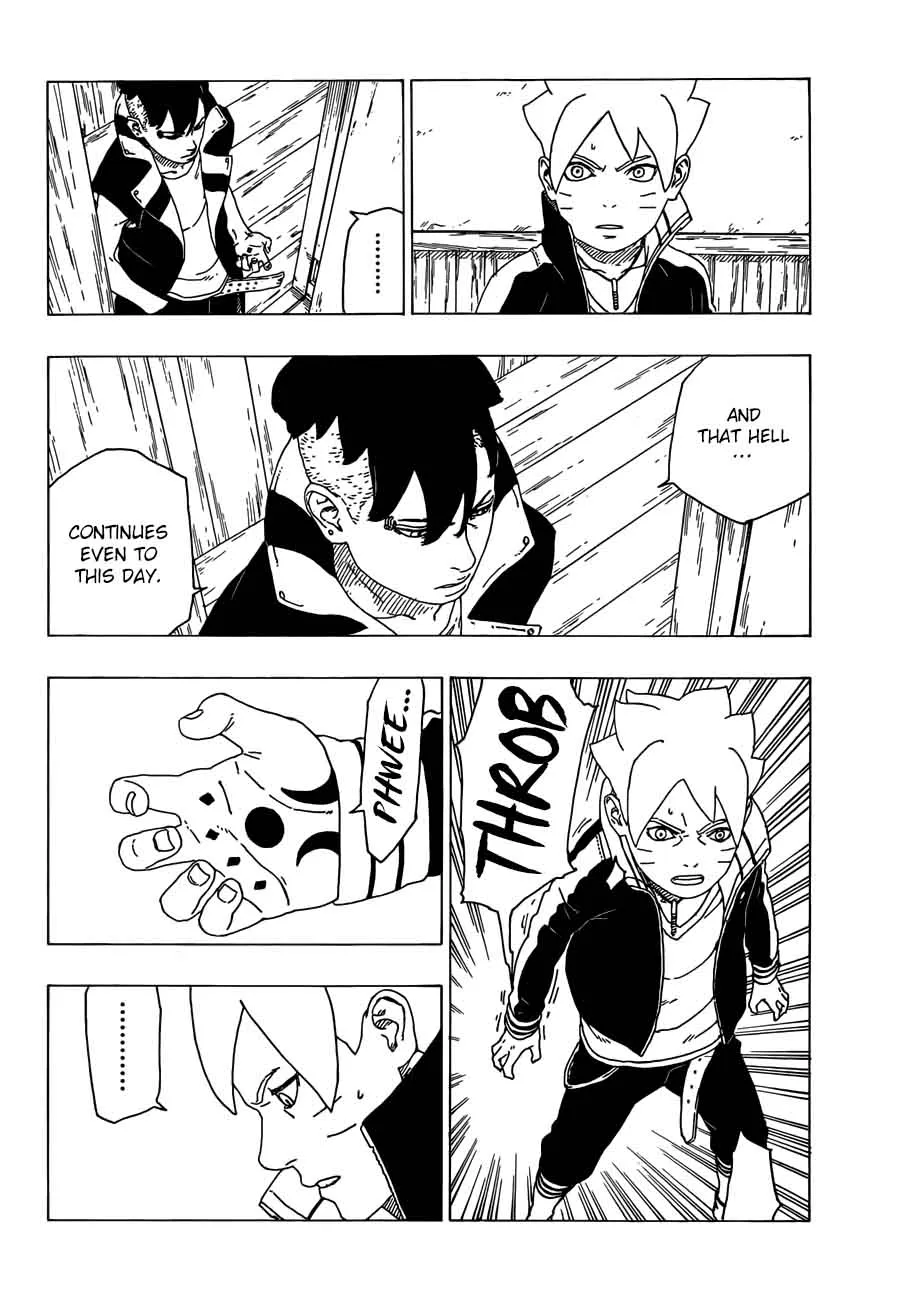 ........
AND
THAT HELL
...
CONTINUES
EVEN TO
THIS DAY.
THROB
PHWEE...
.........